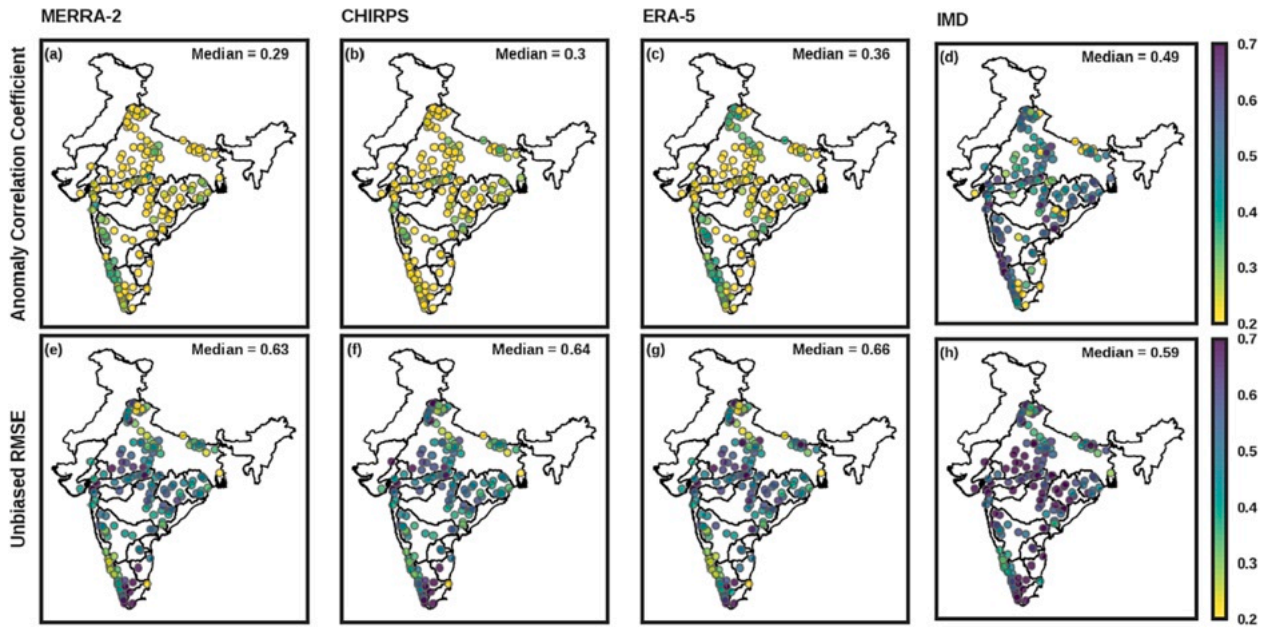 MERRA-2 CHIRPS ERA-5 IMD
Anomaly Correlation Coefficient
(a) Median = 0.29
(b) Median = 0.3
(c) Median = 0.36
(d) Median = 0.49
0.7
0.6
0.5
0.4
0.3
0.2
Unbiased RMSE
(e) Median = 0.63
(f) Median = 0.64
(g) Median = 0.66
(h) Median = 0.59
0.7
0.6
0.5
0.4
0.3
0.2